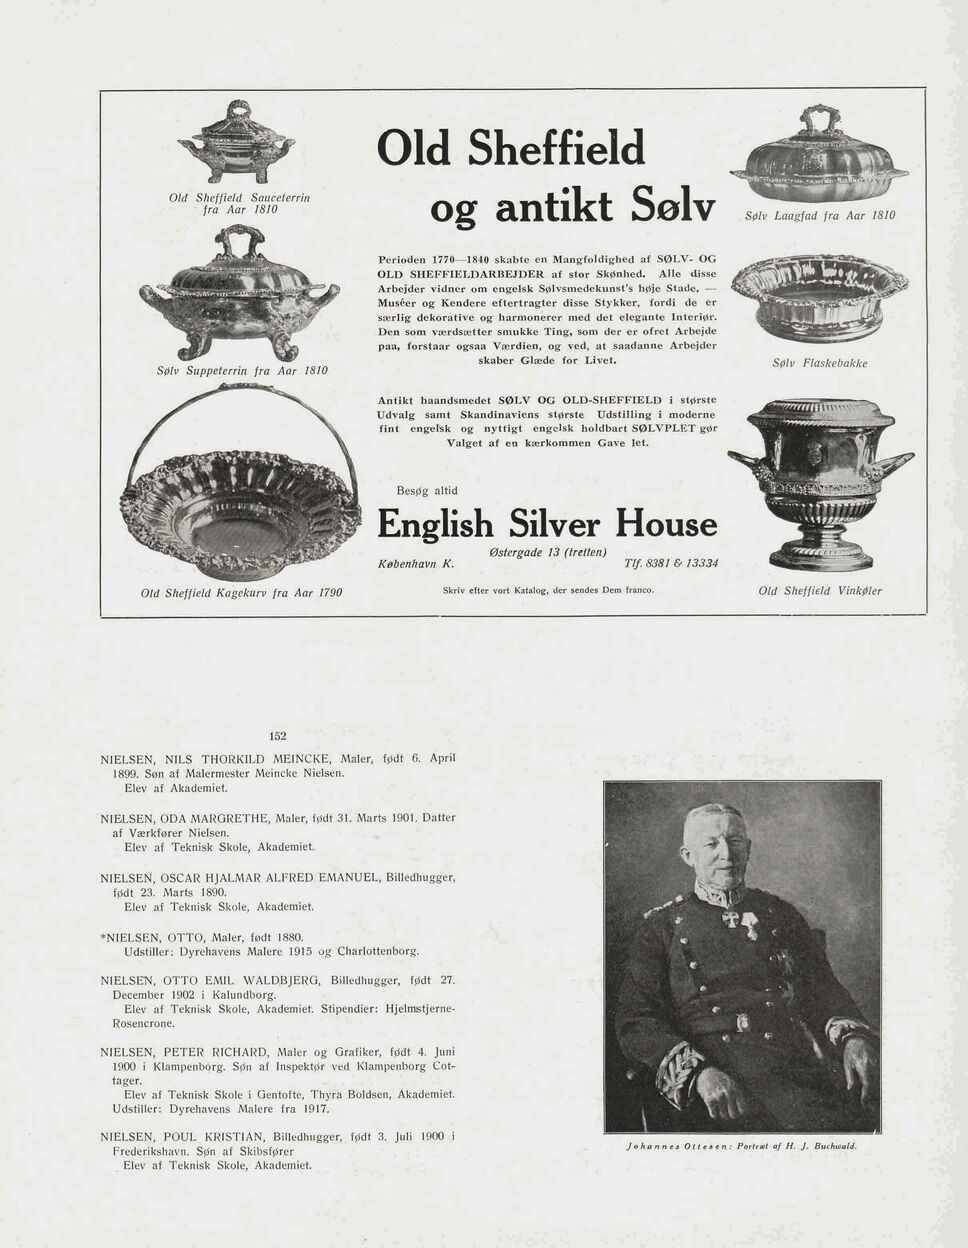 Old Sheffield Sauceterrin
fra Aar 1810
Sølv Suppeterrin fra Aar 1810
Old Sheffield Kagekurv fra Aar 1790
Old Sheffield
og antikt Sølv
Perioden 1770—1840 skabte en Mangfoldighed af SØLV- OG
OLD SHEFFIELDARBEJDER af stor Skønhed. Alle disse
Arbejder vidner om engelsk Sølvsmedekunst's høje Stade. —
Muséer og Kendere eftertragter disse Stykker, fordi de er
særlig dekorative og harmonerer med det elegante Interiør.
Den som værdsætter smukke Ting, som der er ofret Arbejde
paa, forstaar ogsaa Værdien, og ved, at saadanne Arbejder
skaber Glæde for Livet.
Antikt haandsmedet SØLV OG OLD-SHEFFIELD i største
Udvalg samt Skandinaviens største Udstilling i moderne
fint engelsk og nyttigt engelsk holdbart SØLVPLET gør
Valget af en kærkommen Gave let.
Besøg altid
English Silver House
Østergade 13 (tretten)
København K. Tlf. 8381 & 13334
Skriv efter vort Katalog, der sendes Dem franco.
Sølv Laagfad fra Aar 1810
Sølv Flaskebakke
Old Sheffield Vinkøler
152
NIELSEN, NILS THORKILD MEINCKE, Maler, født 6. April
1899. Søn af Malermester Meincke Nielsen.
Elev af Akademiet.
NIELSEN, ODA MARGRETHE, Maler, født 31. Marts 1901. Datter
af Værkfører Nielsen.
Elev af Teknisk Skole, Akademiet.
NIELSEN, OSCAR HJALMAR ALFRED EMANUEL, Billedhugger,
født 23. Marts 1890.
Elev af Teknisk Skole, Akademiet.
*NIELSEN, OTTO, Maler, født 1880.
Udstiller: Dyrehavens Malere 1915 og Charlottenborg.
NIELSEN, OTTO EMIL WALDBJERG, Billedhugger, født 27.
December 1902 i Kalundborg.
Elev af Teknisk Skole, Akademiet. Stipendier: Hjelmstjerne-
Rosencrone.
NIELSEN, PETER RICHARD, Maler og Grafiker, født 4. Juni
1900 i Klampenborg. Søn af Inspektør ved Klampenborg Cot-
tager.
Elev af Teknisk Skole i Gentofte, Thyra Boldsen, Akademiet.
Udstiller: Dyrehavens Malere fra 1917.
NIELSEN, POUL KRISTIAN, Billedhugger, født 3. Juli 1900 i
Frederikshavn. Søn af Skibsfører
Elev af Teknisk Skole, Akademiet.
Johannes Ottesen: Portræt af H. J. Buchwald.